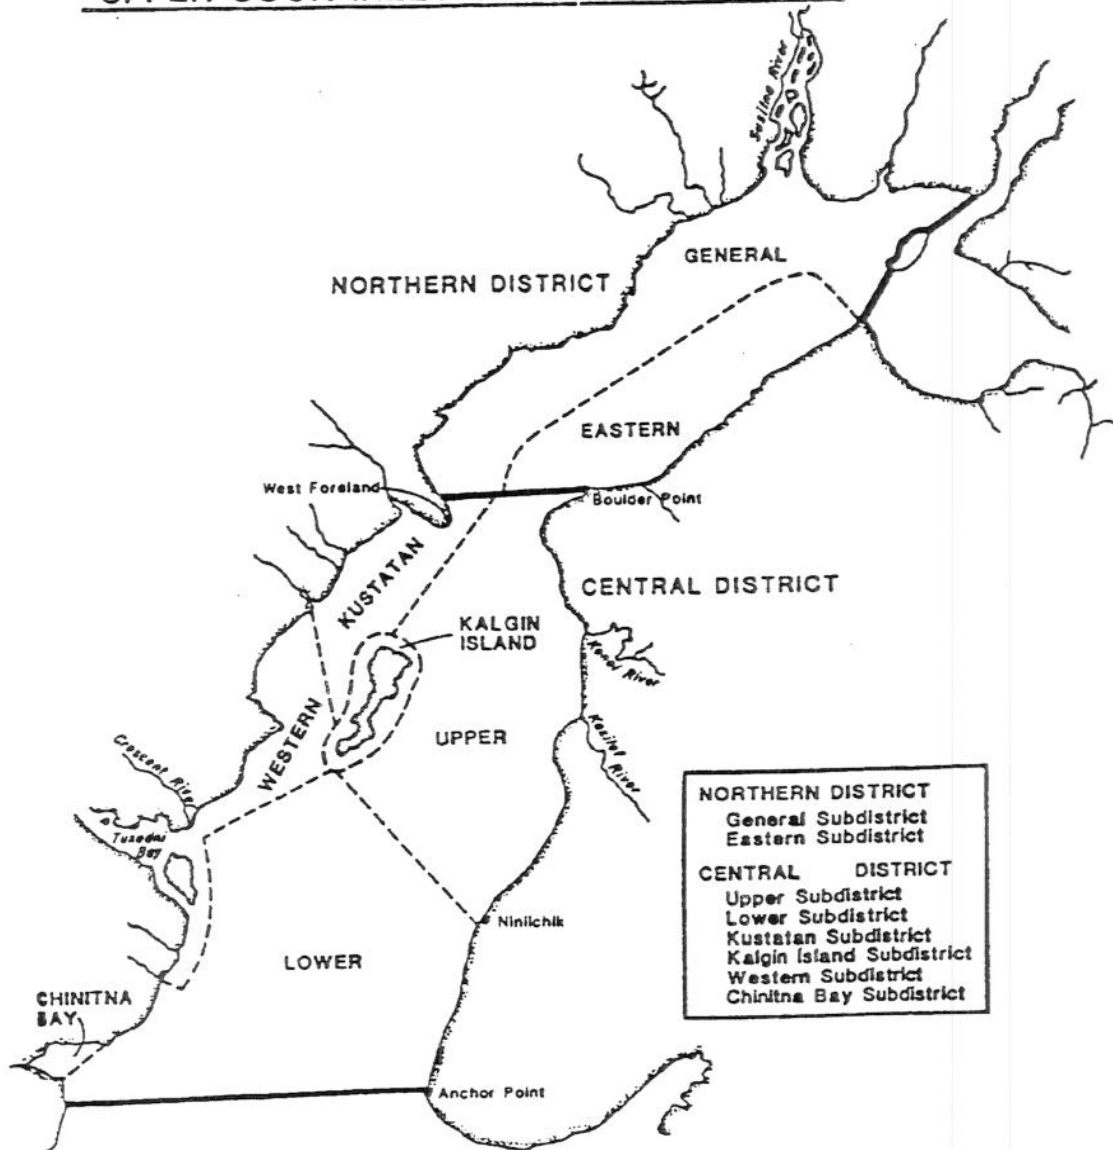 Susitna River
GENERAL
NORTHERN DISTRICT
EASTERN
West Foreland
Boulder Point
KUSTATAN
CENTRAL DISTRICT
KALGIN
ISLAND
Kenai River
UPPER
WESTERN
Kasilof
River
Crescent River
Tuxedni
Bay
NORTHERN DISTRICT
General Subdistrict
Eastern Subdistrict
CENTRAL DISTRICT
Upper Subdistrict
Lower Subdistrict
Kustatan Subdistrict
Kalgin Island Subdistrict
Western Subdistrict
Chinitna Bay Subdistrict
Ninilchik
LOWER
CHINITNA
BAY
Anchor Point